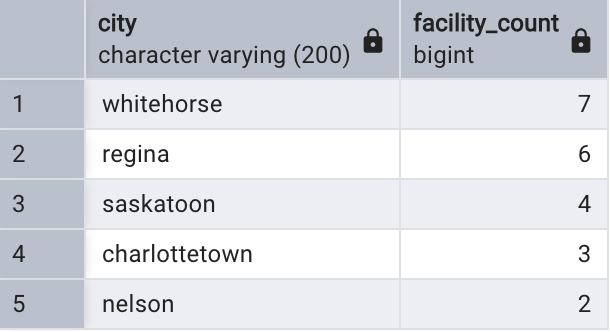 city facility_count
character varying (200) bigint
1 whitehorse 7
2 regina 6
3 saskatoon 4
4 charlottetown 3
5 nelson 2